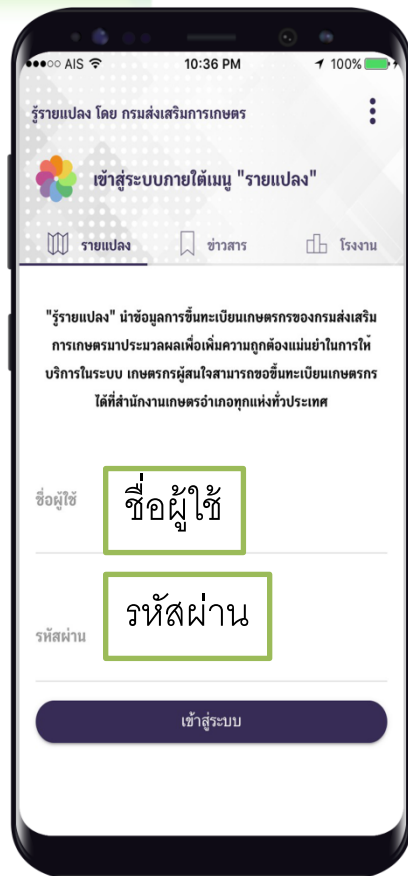 AIS 10:36 PM 100%
รู้รายแปลง โดย กรมส่งเสริมการเกษตร
เข้าสู่ระบบภายใต้เมนู "รายแปลง"
รายแปลง ข่าวสาร โรงงาน
"รู้รายแปลง" นำข้อมูลการขึ้นทะเบียนเกษตรกรของกรมส่งเสริม
การเกษตรมาประมวลผลเพื่อเพิ่มความถูกต้องแม่นยำในการให้
บริการในระบบ เกษตรกรผู้สนใจสามารถขอขึ้นทะเบียนเกษตรกร
ได้ที่สำนักงานเกษตรอำเภอทุกแห่งทั่วประเทศ
ชื่อผู้ใช้ ชื่อผู้ใช้
รหัสผ่าน
รหัสผ่าน
เข้าสู่ระบบ